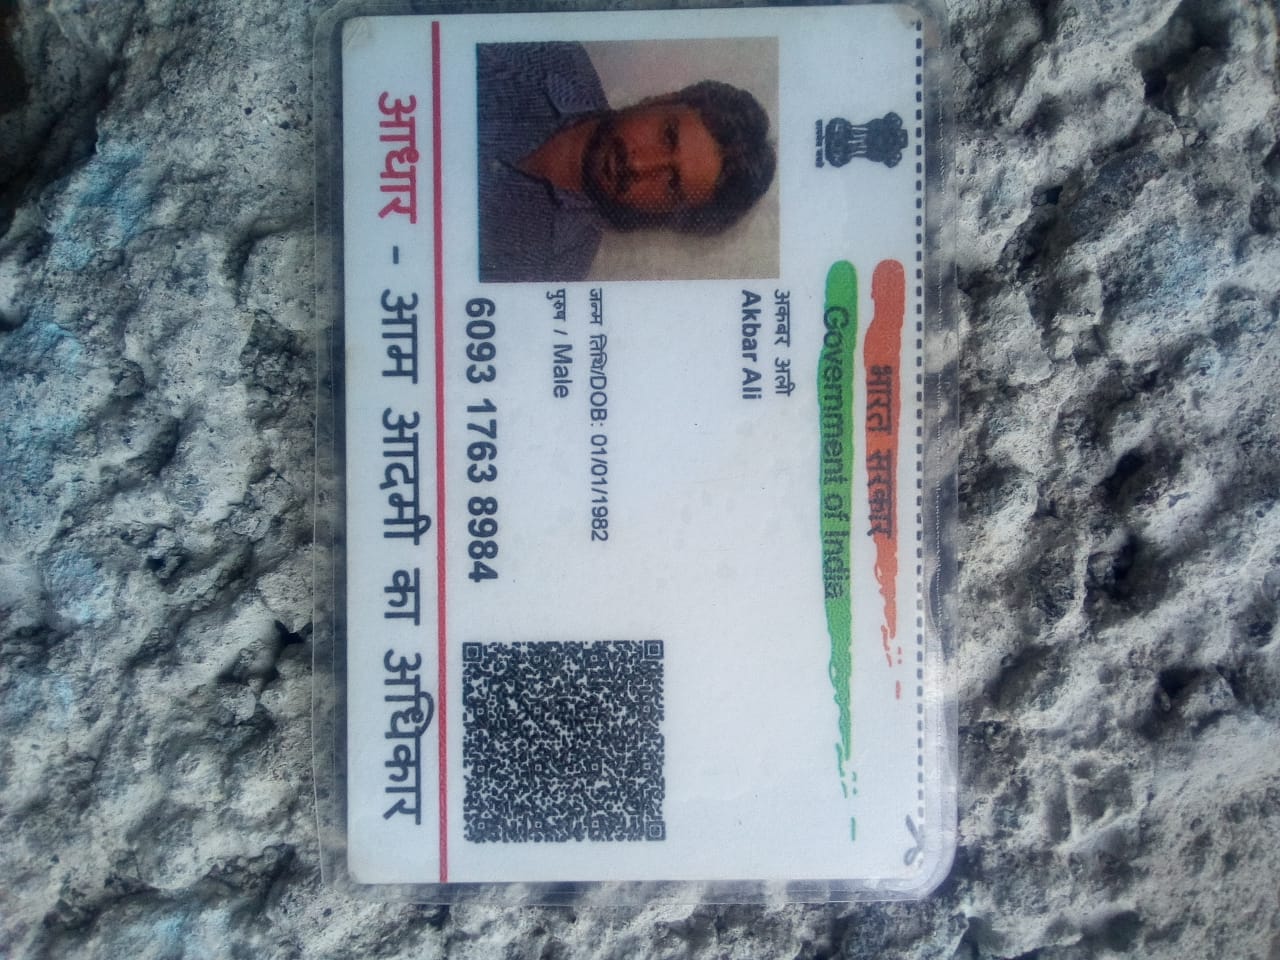 भारत सरकार
Government of India
अकबर अली
Akbar Ali
जन्म तिथि/DOB: 01/01/1982
पुरुष / Male
6093 1763 8984
आधार - आम आदमी का अधिकार